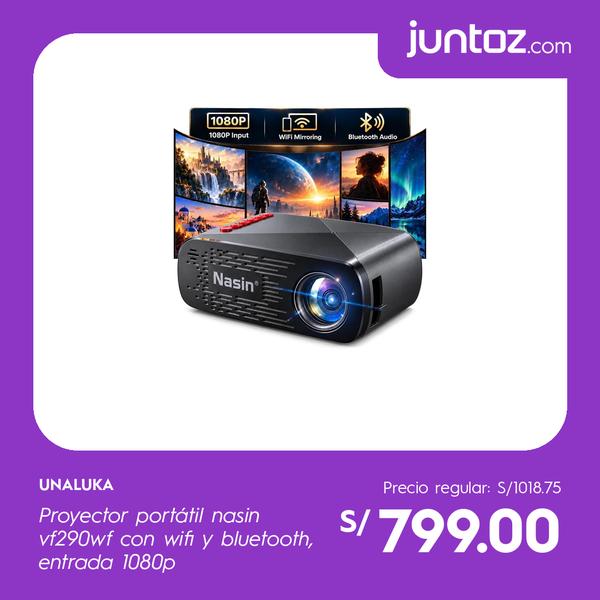 juntoz.com
1080P
1080P Input
WiFi Mirroring
Bluetooth Audio
Nasin®
UNALUKA
Proyector portátil nasin
vf290wf con wifi y bluetooth,
entrada 1080p
Precio regular: S/1018.75
S/799.00